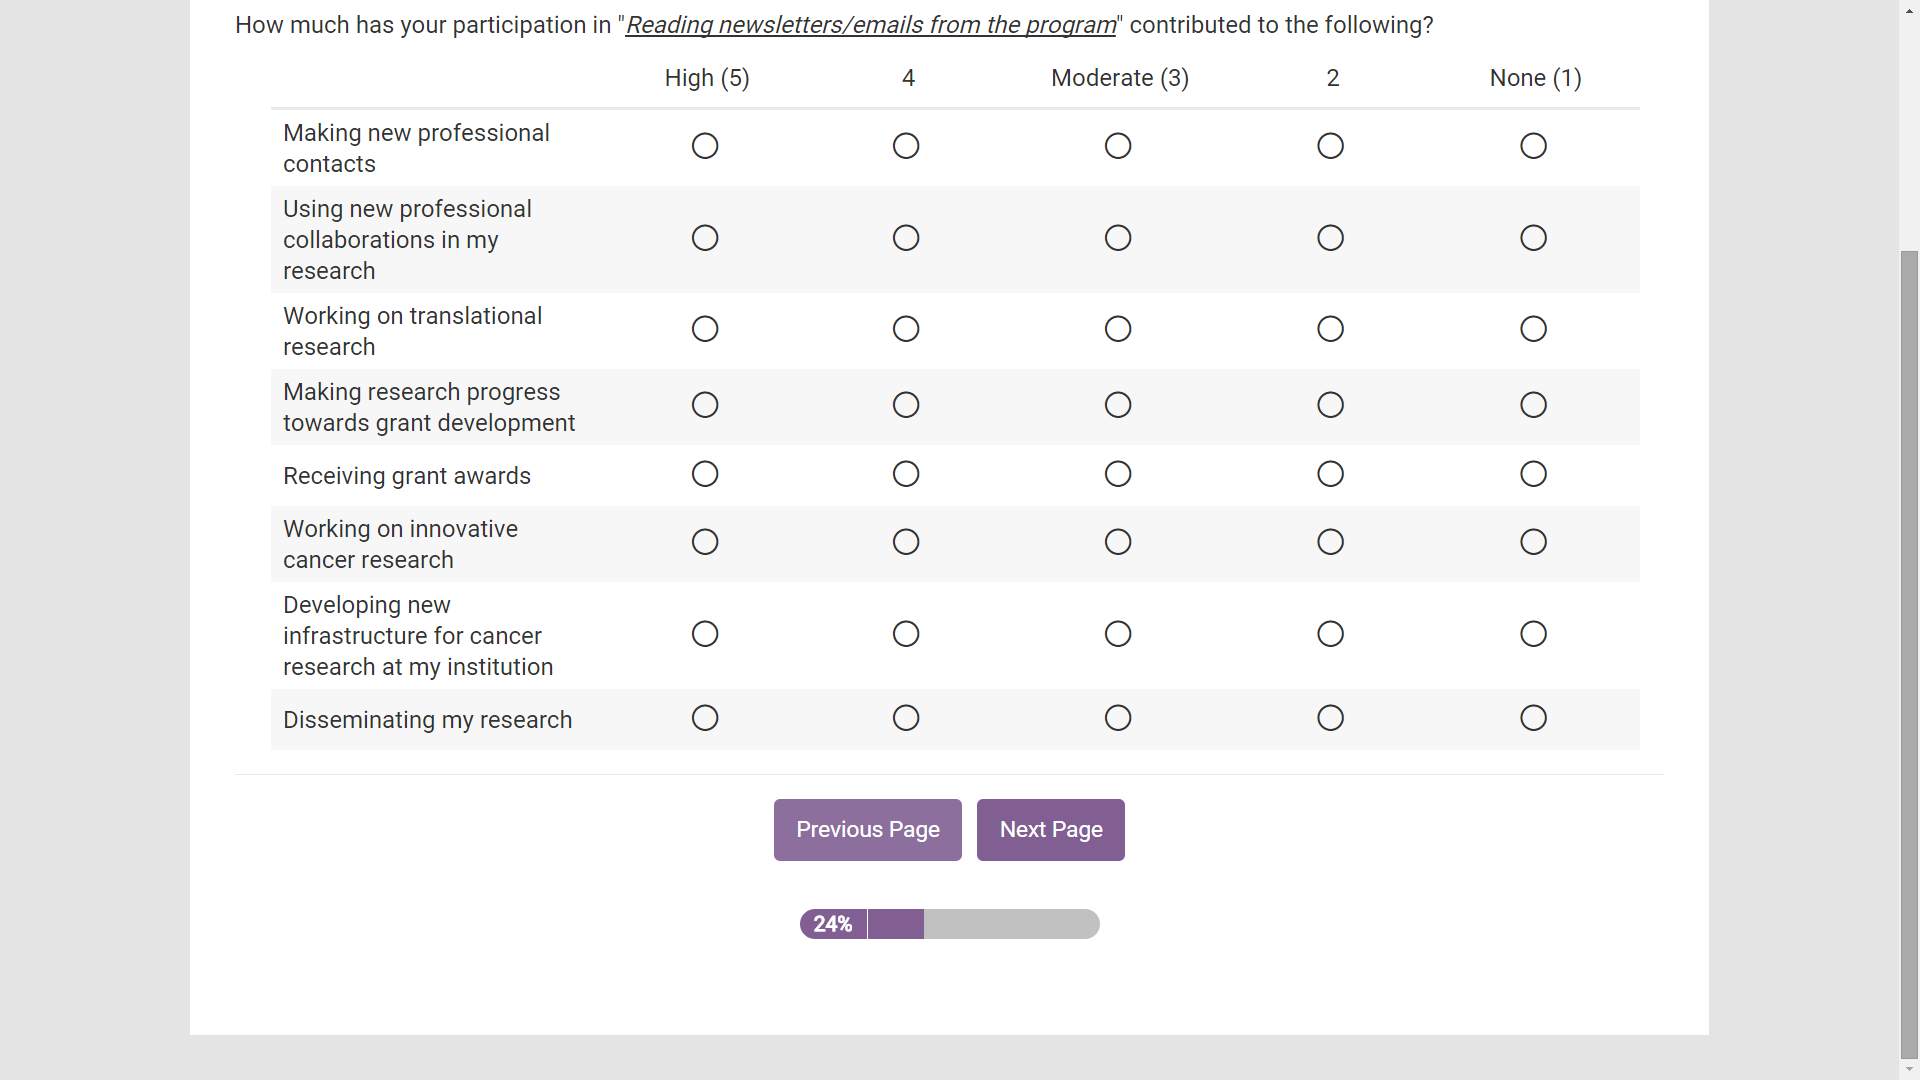 How much has your participation in "Reading newsletters/emails from the program" contributed to the following?
High (5) 4 Moderate (3) 2 None (1)
Making new professional
contacts
Using new professional
collaborations in my
research
Working on translational
research
Making research progress
towards grant development
Receiving grant awards
Working on innovative
cancer research
Developing new
infrastructure for cancer
research at my institution
Disseminating my research
Previous Page Next Page
24%